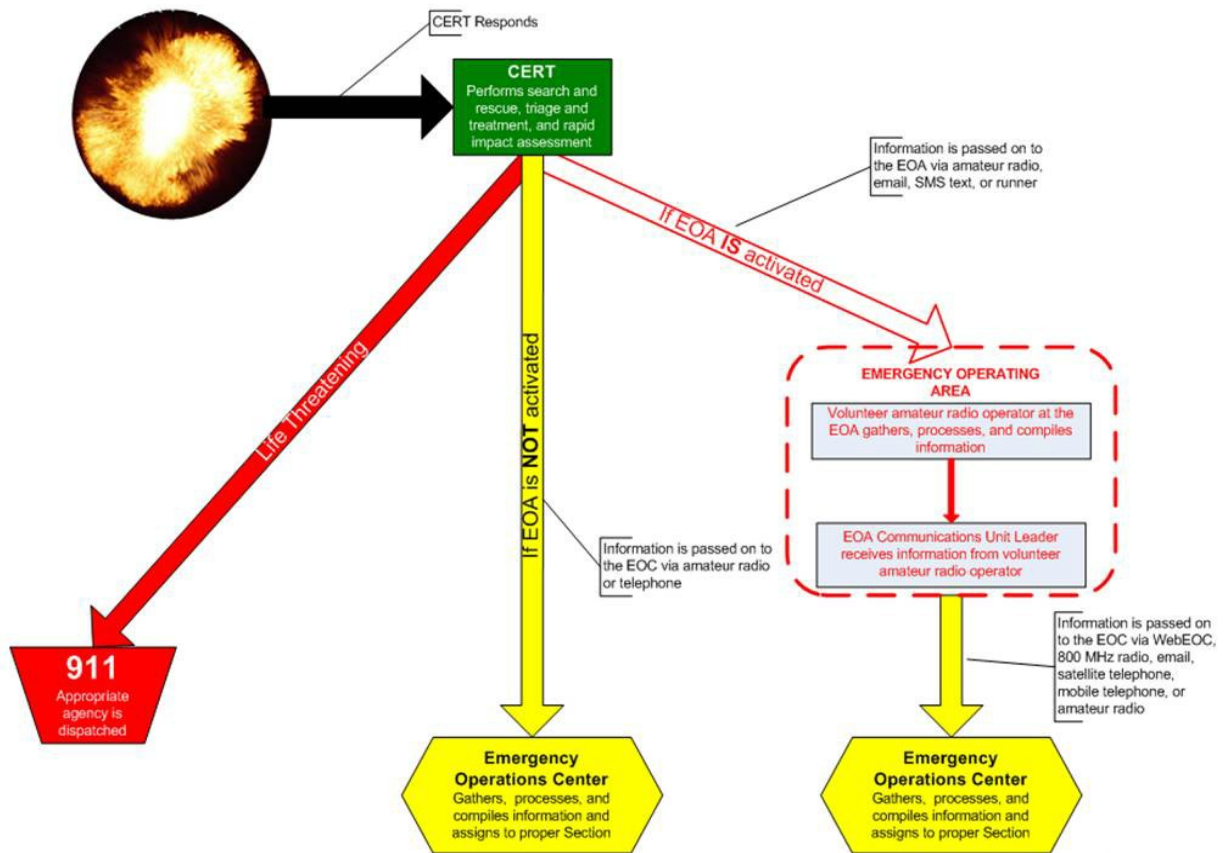 CERT Responds
CERT
Performs search and
rescue, triage and
treatment, and rapid
impact assessment
Information is passed on to
the EOA via amateur radio,
email, SMS text, or runner
If EOA IS activated
Life Threatening
If EOA is NOT activated
EMERGENCY OPERATING
AREA
Volunteer amateur radio operator at the
EOA gathers, processes, and compiles
information
EOA Communications Unit Leader
receives information from volunteer
amateur radio operator
Information is passed on to
the EOC via amateur radio
or telephone
Information is passed on
to the EOC via WebEOC,
800 MHz radio, email,
satellite telephone,
mobile telephone, or
amateur radio
911
Appropriate
agency is
dispatched
Emergency
Operations Center
Gathers, processes, and
compiles information and
assigns to proper Section
Emergency
Operations Center
Gathers, processes, and
compiles information and
assigns to proper Section